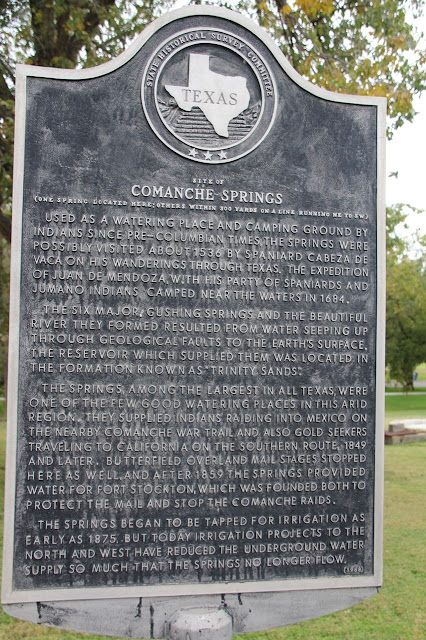 STATE HISTORICAL SURVEY COMMITTEE
TEXAS
SITE OF
COMANCHE SPRINGS
(ONE SPRING LOCATED HERE; OTHERS WITHIN 300 YARDS ON A LINE RUNNING NE TO SW.)
USED AS A WATERING PLACE AND CAMPING GROUND BY
INDIANS SINCE PRE-COLUMBIAN TIMES, THE SPRINGS WERE
POSSIBLY VISITED ABOUT 1536 BY SPANIARD CABEZA DE
VACA ON HIS WANDERINGS THROUGH TEXAS. THE EXPEDITION
OF JUAN DE MENDOZA, WITH HIS PARTY OF SPANIARDS AND
JUMANO INDIANS CAMPED NEAR THE WATERS IN 1684.
THE SIX MAJOR, GUSHING SPRINGS AND THE BEAUTIFUL
RIVER THEY FORMED RESULTED FROM WATER SEEPING UP
THROUGH GEOLOGICAL FAULTS TO THE EARTH'S SURFACE.
THE RESERVOIR WHICH SUPPLIED THEM WAS LOCATED IN
THE FORMATION KNOWN AS "TRINITY SANDS."
THE SPRINGS, AMONG THE LARGEST IN ALL TEXAS, WERE
ONE OF THE FEW GOOD WATERING PLACES IN THIS ARID
REGION. THEY SUPPLIED INDIANS RAIDING INTO MEXICO ON
THE NEARBY COMANCHE WAR TRAIL AND ALSO GOLD SEEKERS
TRAVELING TO CALIFORNIA ON THE SOUTHERN ROUTE, 1849
AND LATER. BUTTERFIELD OVERLAND MAIL STAGES STOPPED
HERE AS WELL, AND AFTER 1859 THE SPRINGS PROVIDED
WATER FOR FORT STOCKTON, WHICH WAS FOUNDED BOTH TO
PROTECT THE MAIL AND STOP THE COMANCHE RAIDS.
THE SPRINGS BEGAN TO BE TAPPED FOR IRRIGATION AS
EARLY AS 1875, BUT TODAY IRRIGATION PROJECTS TO THE
NORTH AND WEST HAVE REDUCED THE UNDERGROUND WATER
SUPPLY SO MUCH THAT THE SPRINGS NO LONGER FLOW.